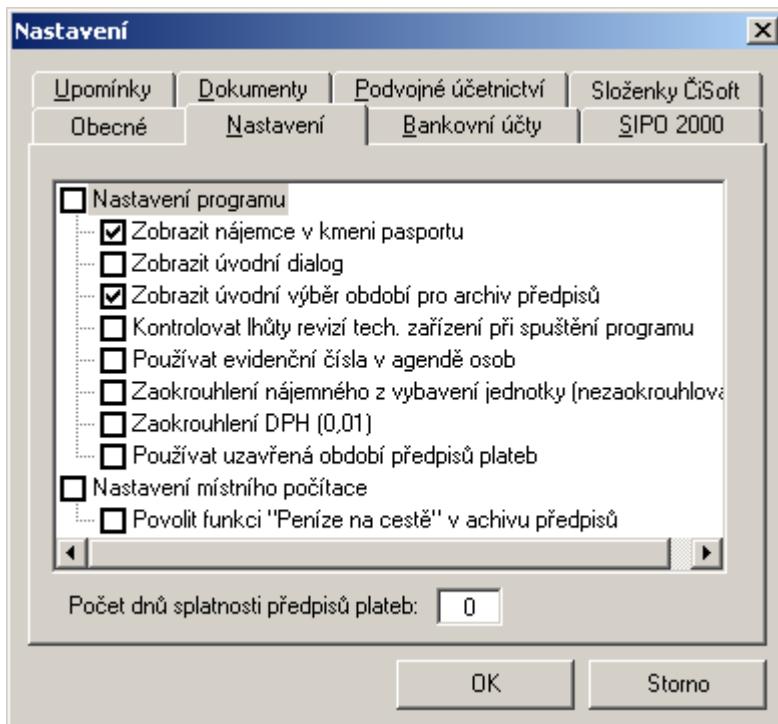 Nastavení
Upomínky Dokumenty Podvojné účetnictví Složenky ČiSoft
Obecné Nastavení Bankovní účty SIPO 2000
Nastavení programu
Zobrazit nájemce v kmeni pasportu
Zobrazit úvodní dialog
Zobrazit úvodní výběr období pro archiv předpisů
Kontrolovat lhůty revizí tech. zařízení při spuštění programu
Používat evidenční čísla v agendě osob
Zaokrouhlení nájemného z vybavení jednotky (nezaokrouhlova
Zaokrouhlení DPH (0,01)
Používat uzavřená období předpisů plateb
Nastavení místního počítace
Povolit funkci "Peníze na cestě" v achivu předpisů
Počet dnů splatnosti předpisů plateb: 0
OK Storno